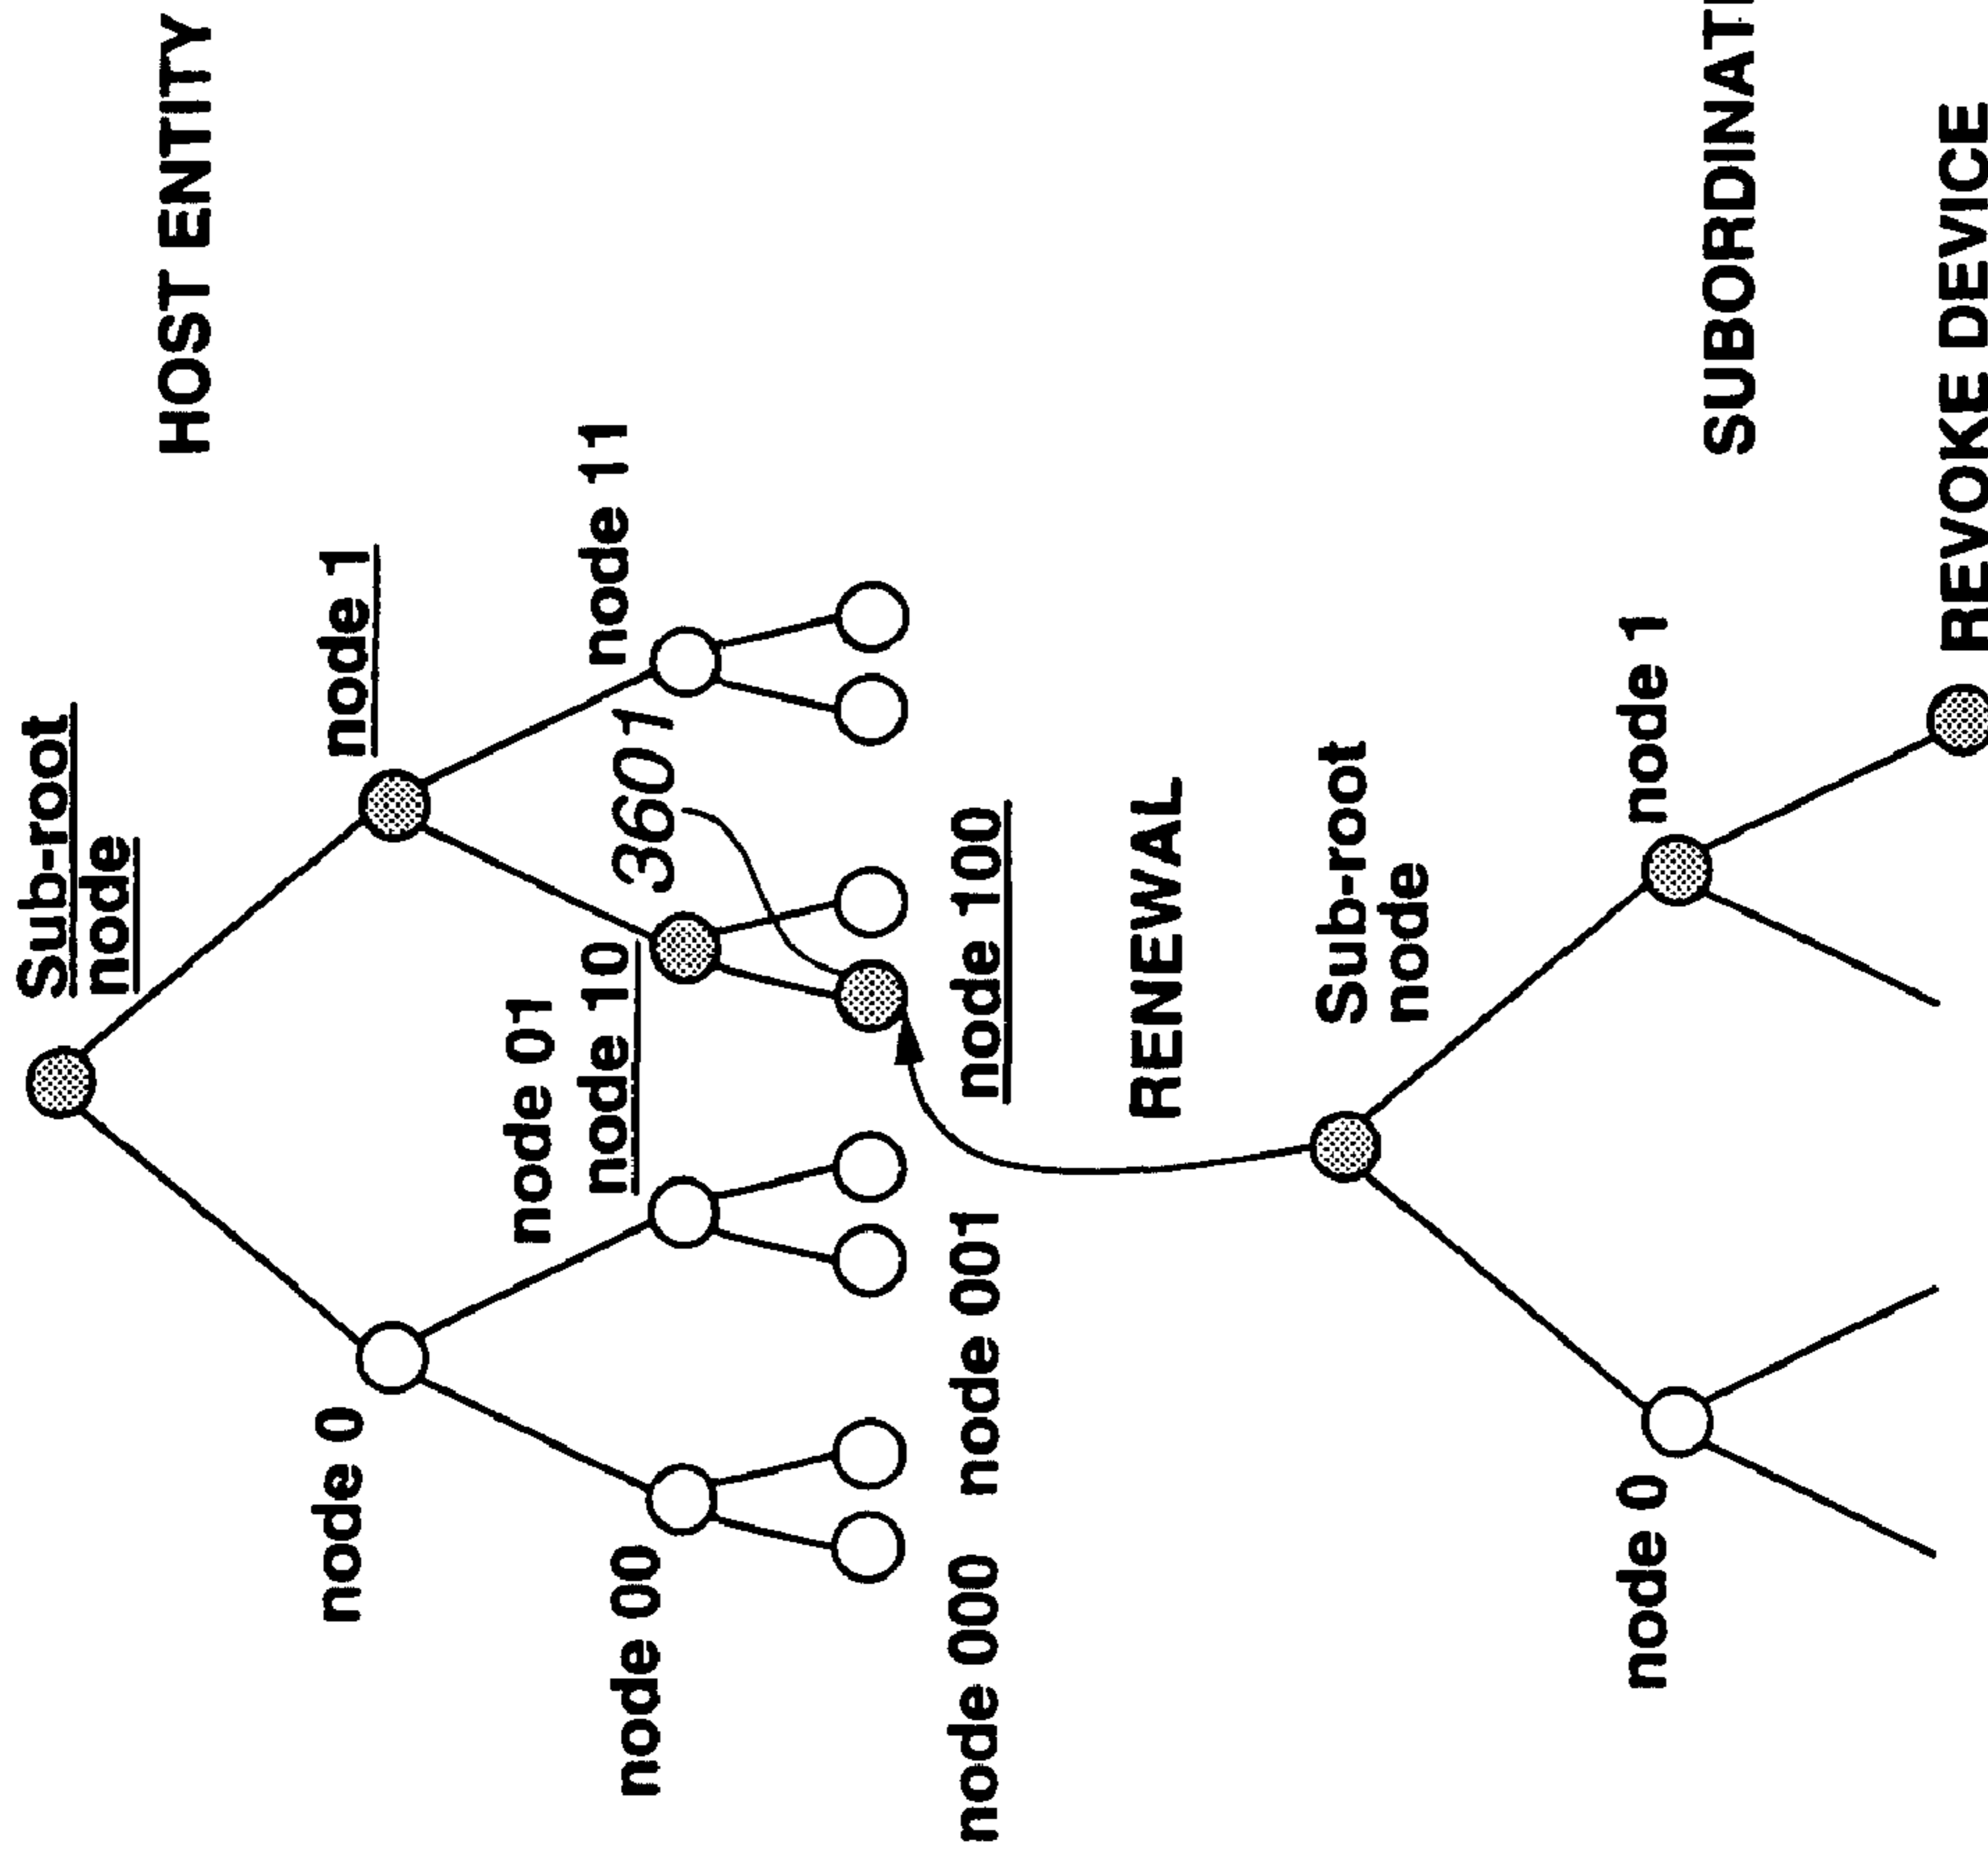 Sub-root
node
HOST ENTITY
node 0
node 1
node 00
node 01
node 10
3601
node 11
node 000
node 001
node 100
RENEWAL
Sub-root
node
node 0
node 1
SUBORDINAT
REVOKE DEVICE